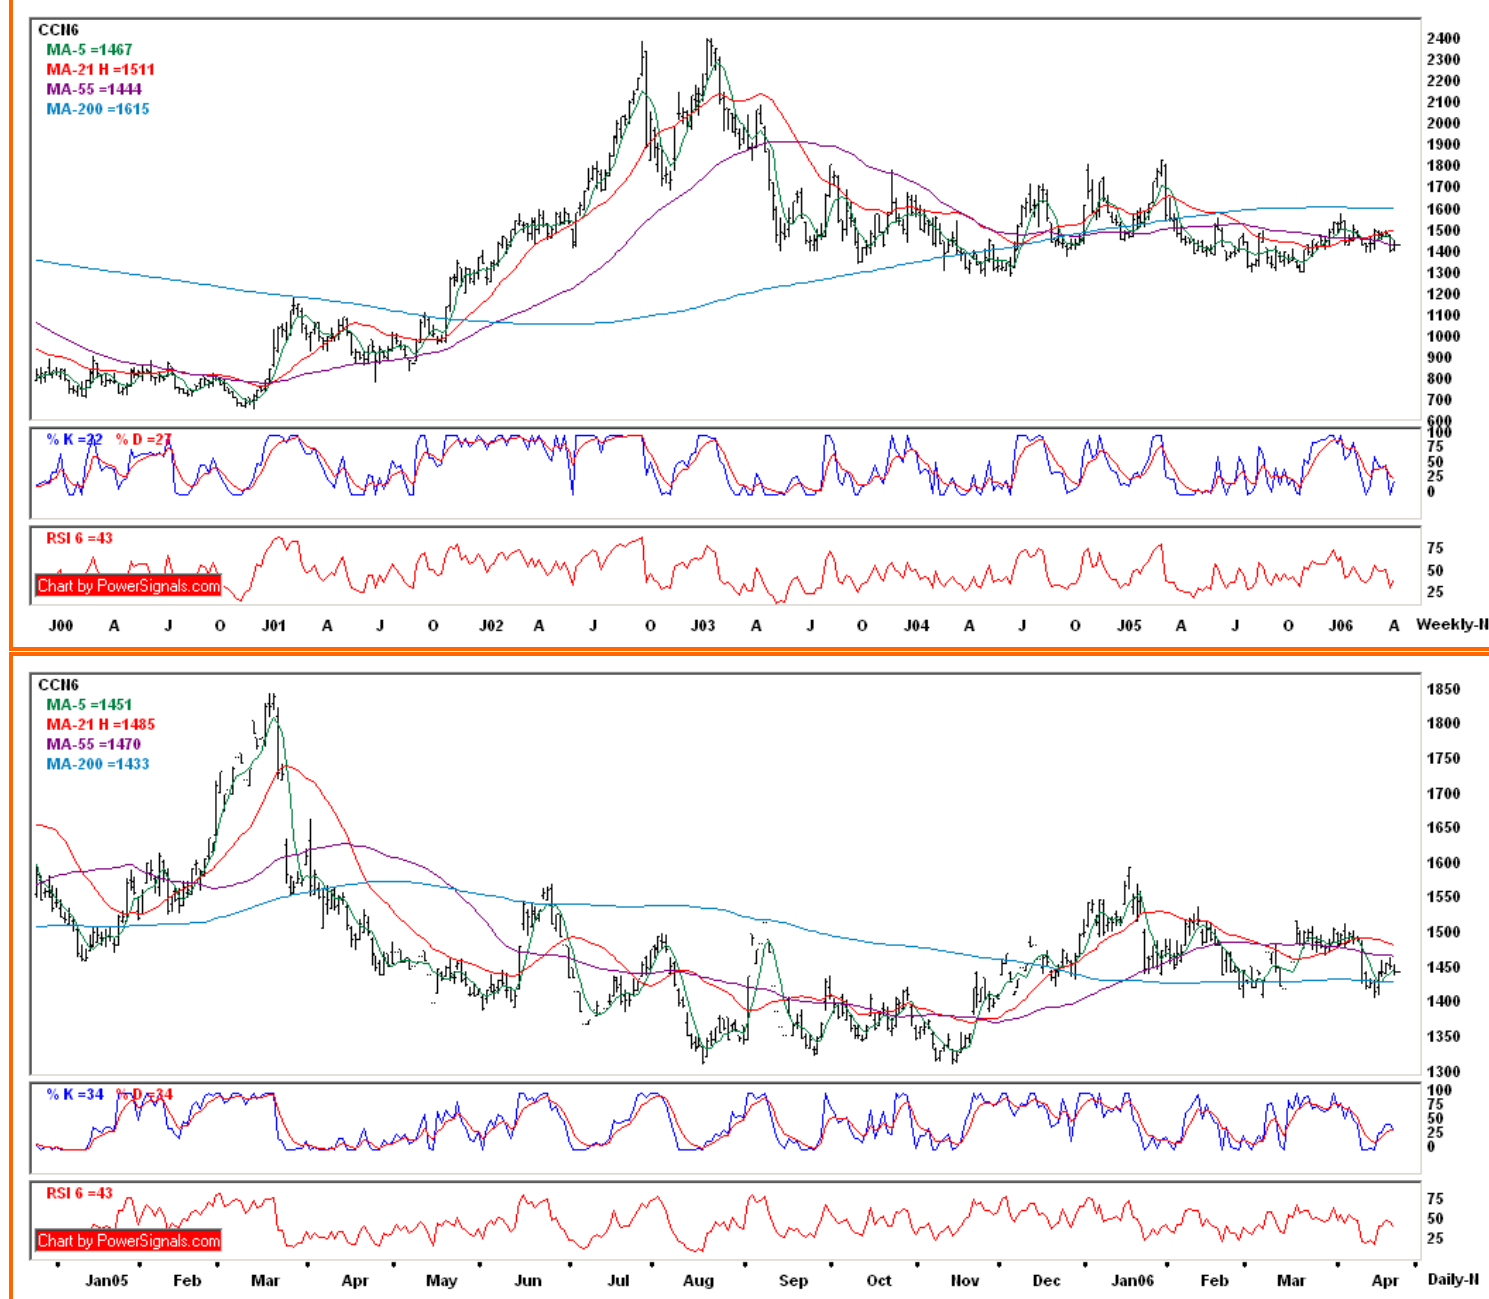 CCN6
MA-5 =1467
MA-21 H =1511
MA-55 =1444
MA-200 =1615
2400
2300
2200
2100
2000
1900
1800
1700
1600
1500
1400
1300
1200
1100
1000
900
800
700
600
% K =22 % D =27
100
75
50
25
0
RSI 6 =43
75
50
25
Chart by PowerSignals.com
J00 A J O J01 A J O J02 A J O J03 A J O J04 A J O J05 A J O J06 A Weekly-N
CCN6
MA-5 =1451
MA-21 H =1485
MA-55 =1470
MA-200 =1433
1850
1800
1750
1700
1650
1600
1550
1500
1450
1400
1350
1300
% K =34 % D =34
100
75
50
25
0
RSI 6 =43
75
50
25
Chart by PowerSignals.com
Jan05 Feb Mar Apr May Jun Jul Aug Sep Oct Nov Dec Jan06 Feb Mar Apr Daily-N